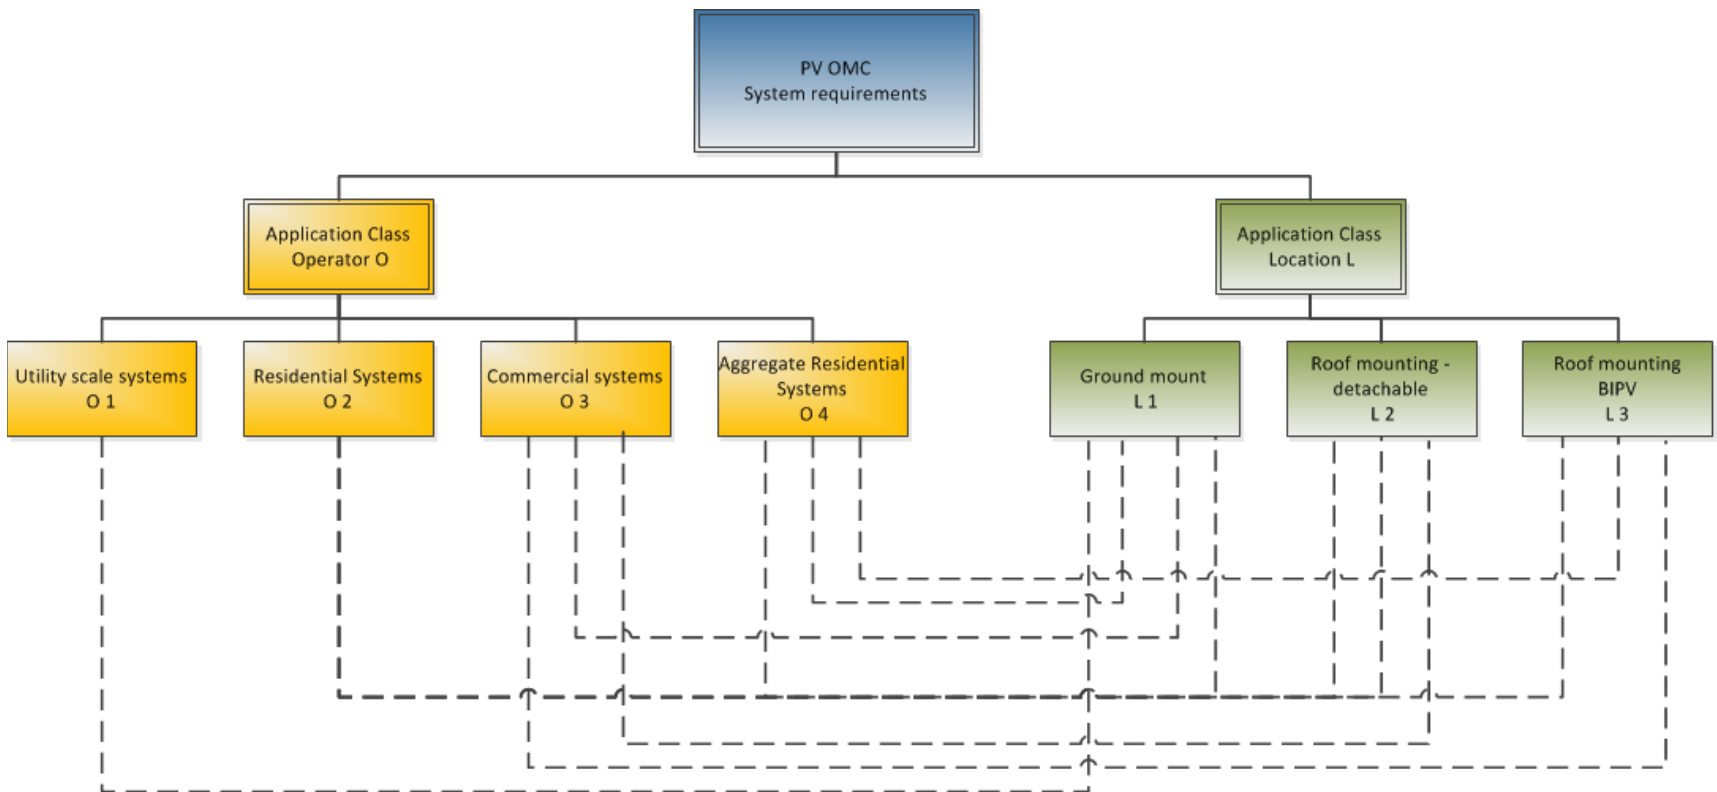 PV OMC
System requirements
Application Class
Operator O
Application Class
Location L
Utility scale systems
O 1
Residential Systems
O 2
Commercial systems
O 3
Aggregate Residential
Systems
O 4
Ground mount
L 1
Roof mounting -
detachable
L 2
Roof mounting
BIPV
L 3